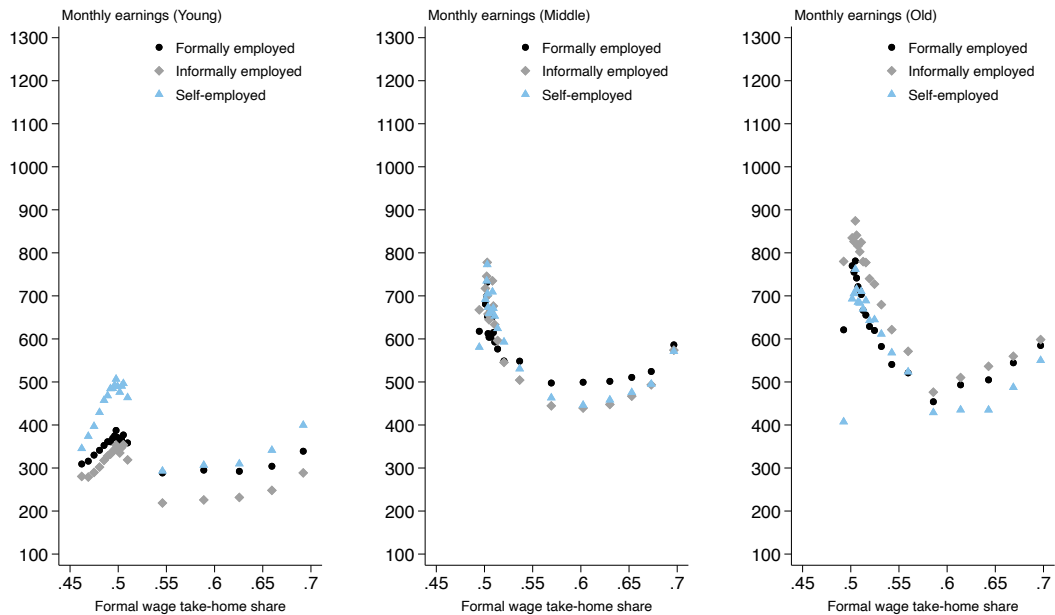 Monthly earnings (Young)
1300
1200
1100
1000
900
800
700
600
500
400
300
200
100
Formally employed
Informally employed
Self-employed
.45 .5 .55 .6 .65 .7
Formal wage take-home share
Monthly earnings (Middle)
1300
1200
1100
1000
900
800
700
600
500
400
300
200
100
Formally employed
Informally employed
Self-employed
.45 .5 .55 .6 .65 .7
Formal wage take-home share
Monthly earnings (Old)
1300
1200
1100
1000
900
800
700
600
500
400
300
200
100
Formally employed
Informally employed
Self-employed
.45 .5 .55 .6 .65 .7
Formal wage take-home share